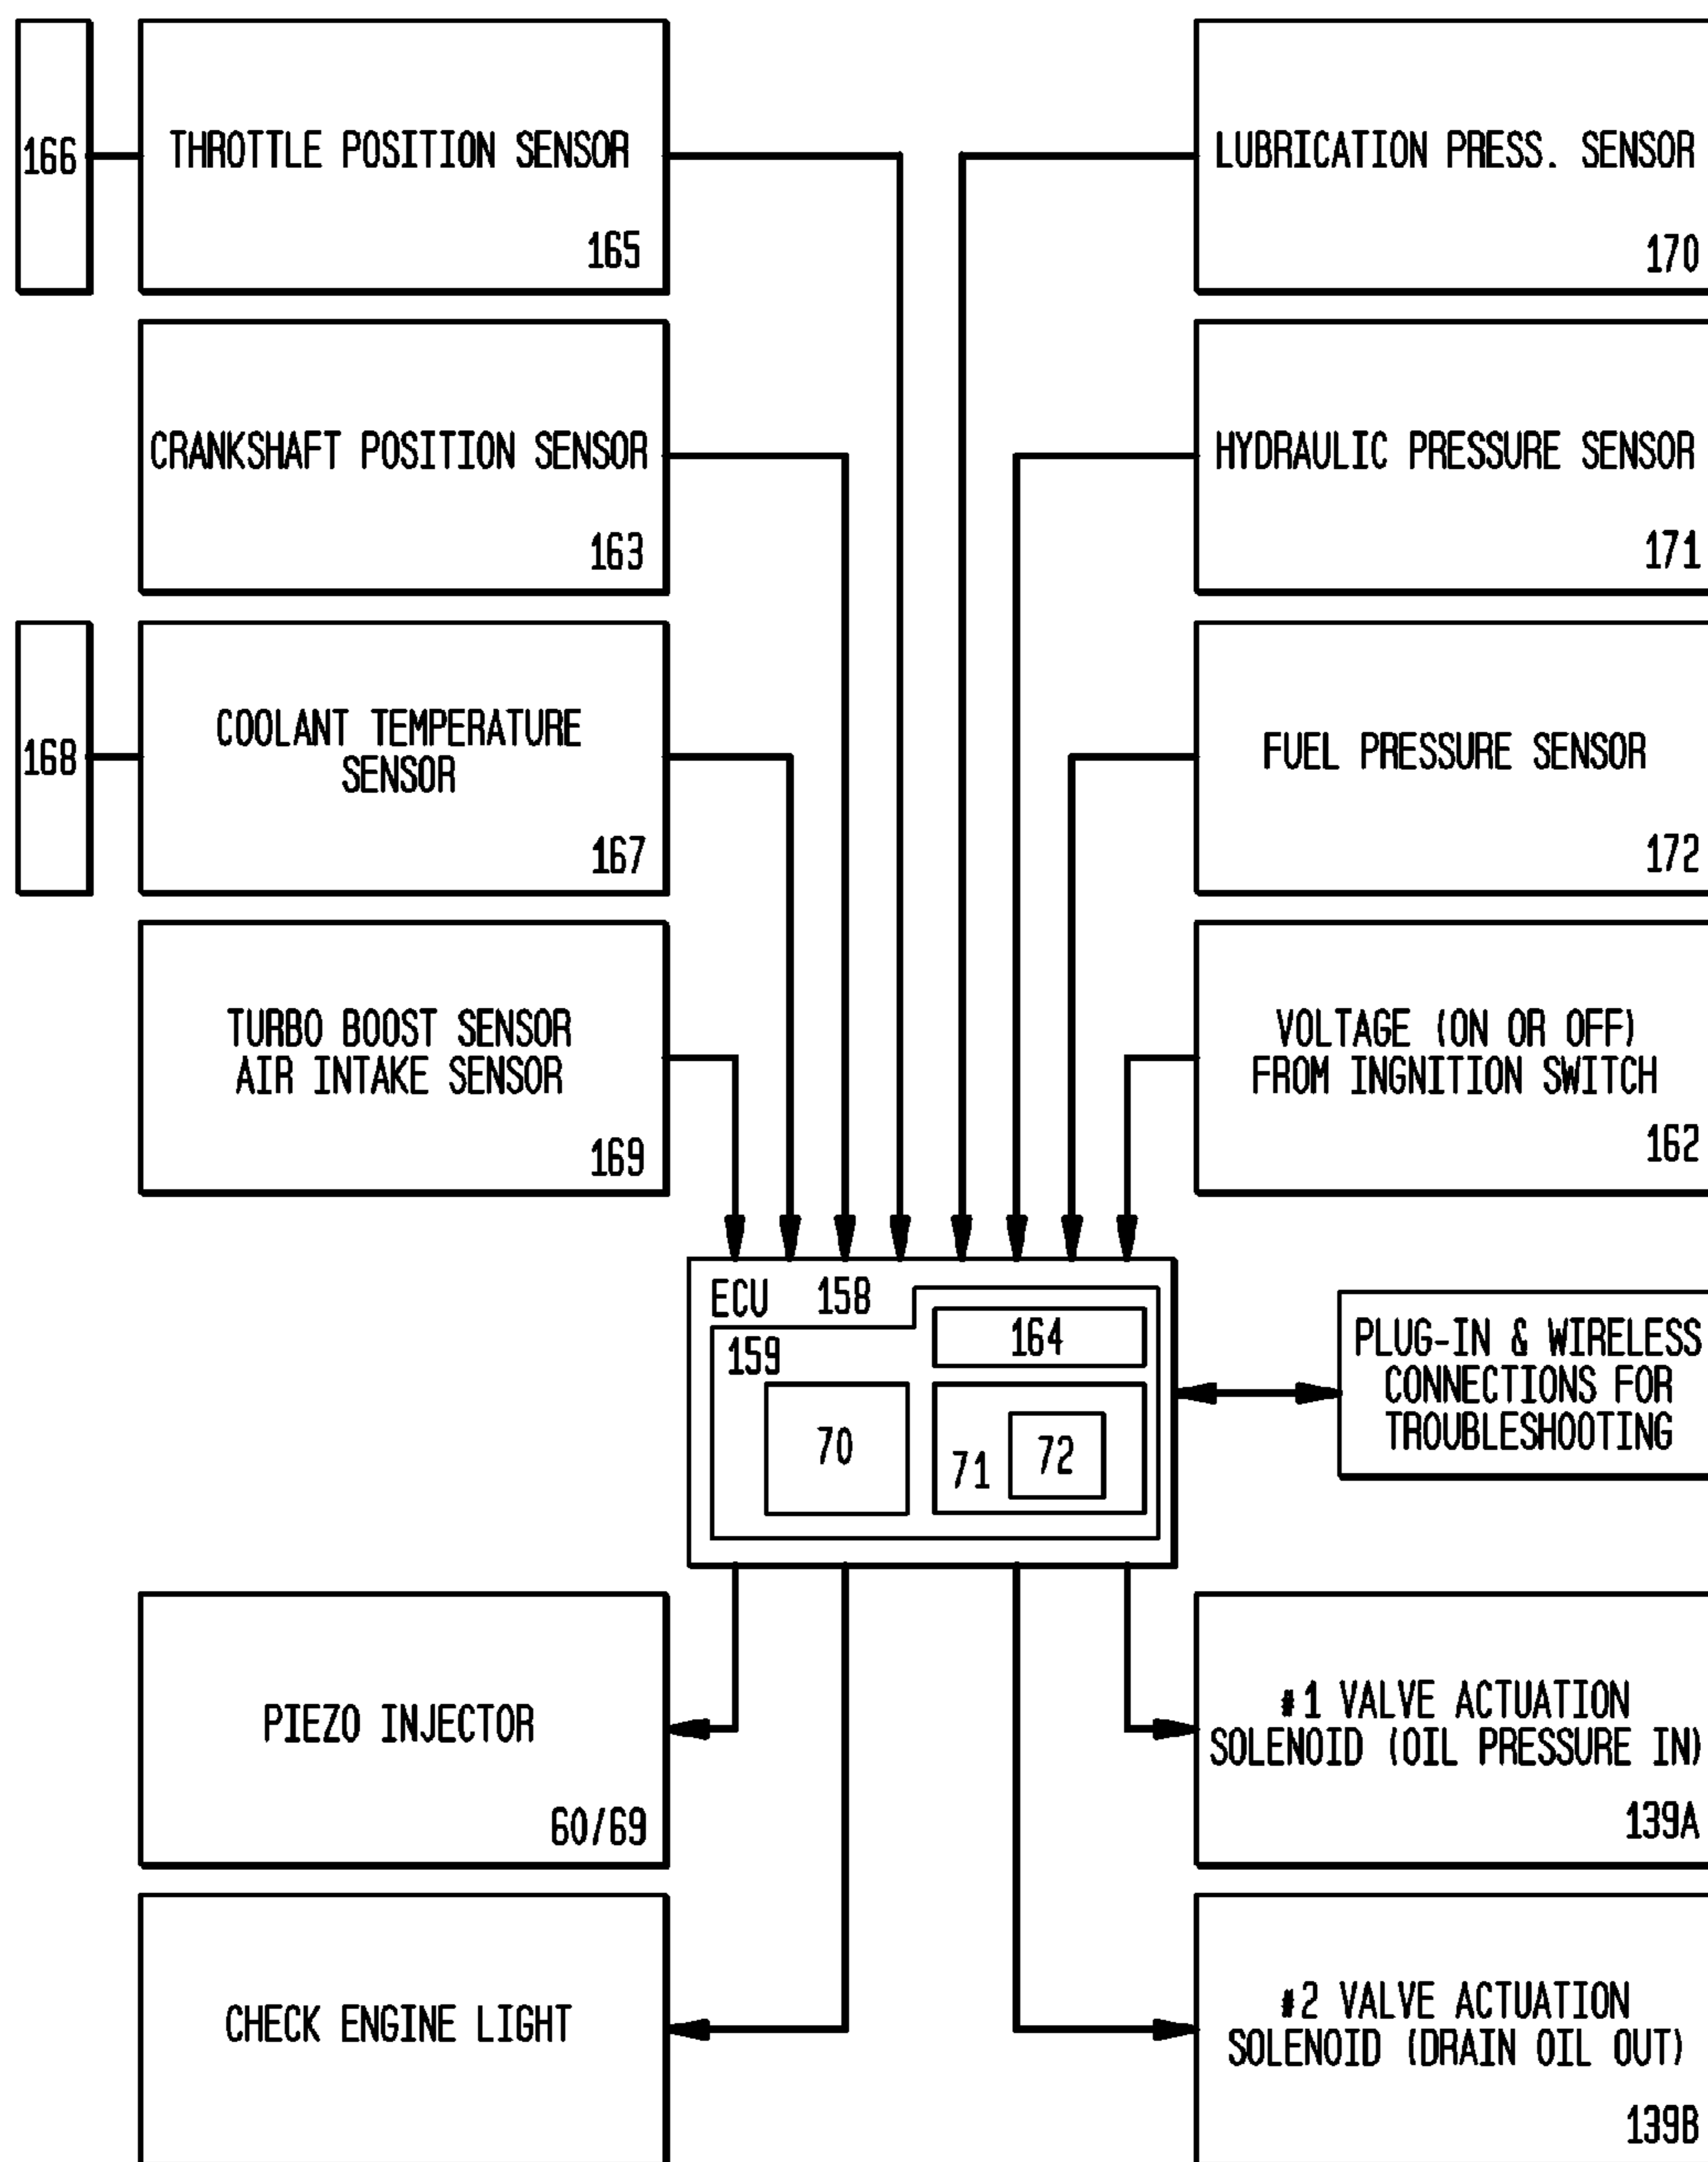 166
THROTTLE POSITION SENSOR
165
LUBRICATION PRESS. SENSOR
170
CRANKSHAFT POSITION SENSOR
163
HYDRAULIC PRESSURE SENSOR
171
168
COOLANT TEMPERATURE
SENSOR
167
FUEL PRESSURE SENSOR
172
TURBO BOOST SENSOR
AIR INTAKE SENSOR
169
VOLTAGE (ON OR OFF)
FROM INGNITION SWITCH
162
ECU 158
159
164
70
71
72
PLUG-IN & WIRELESS
CONNECTIONS FOR
TROUBLESHOOTING
PIEZO INJECTOR
60/69
#1 VALVE ACTUATION
SOLENOID (OIL PRESSURE IN)
139A
CHECK ENGINE LIGHT
#2 VALVE ACTUATION
SOLENOID (DRAIN OIL OUT)
139B